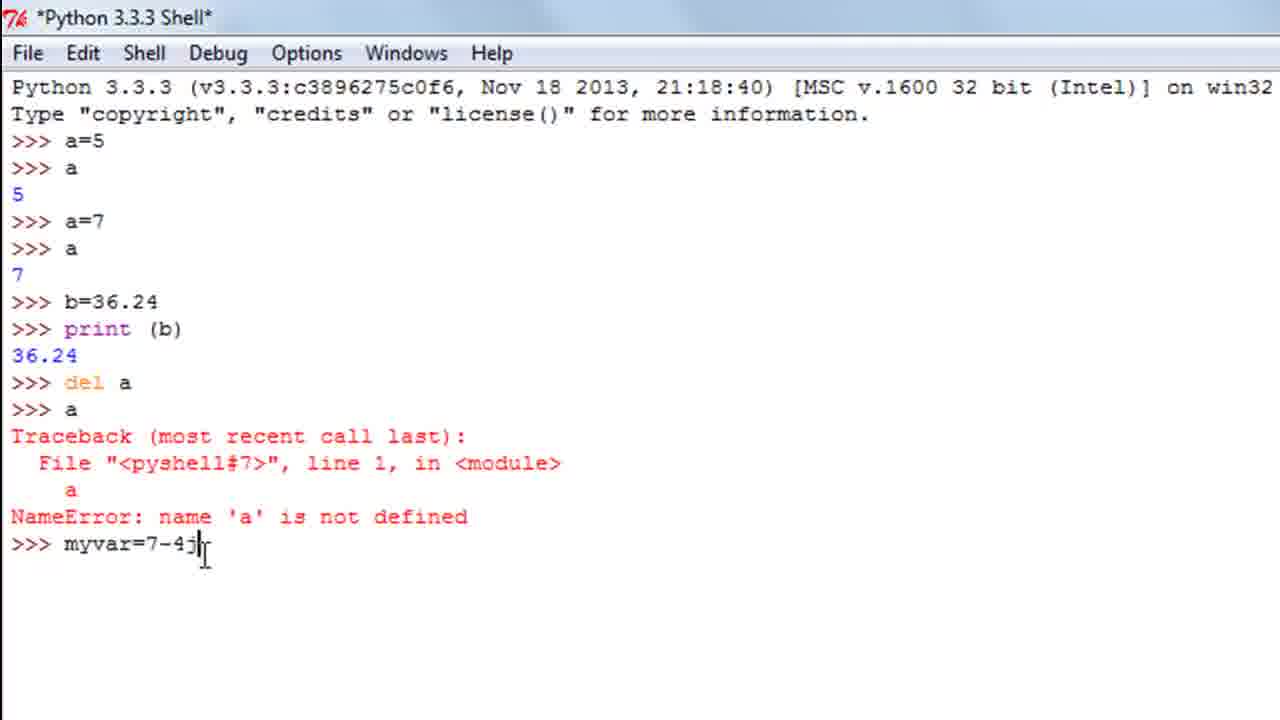 *Python 3.3.3 Shell*
File Edit Shell Debug Options Windows Help
Python 3.3.3 (v3.3.3:c3896275c0f6, Nov 18 2013, 21:18:40) [MSC v.1600 32 bit (Intel)] on win32
Type "copyright", "credits" or "license()" for more information.
>>> a=5
>>> a
5
>>> a=7
>>> a
7
>>> b=36.24
>>> print (b)
36.24
>>> del a
>>> a
Traceback (most recent call last):
  File "<pyshell#7>", line 1, in <module>
    a
NameError: name 'a' is not defined
>>> myvar=7-4j